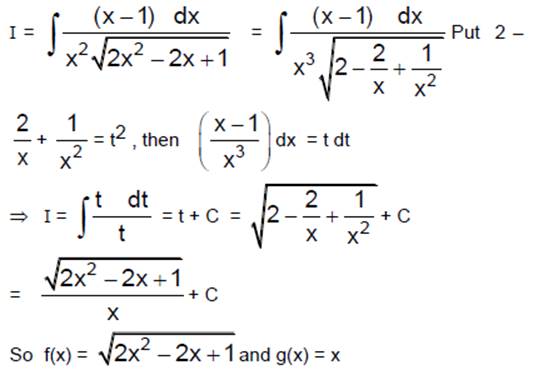 I = ∫ (x−1) dx / x²√(2x²−2x+1) = ∫ (x−1) dx / x³√(2−2/x+1/x²) Put 2 –
2/x + 1/x² = t² , then ((x−1)/x³) dx = t dt
⇒ I = ∫ t dt / t = t + C = √(2−2/x+1/x²) + C
= √(2x²−2x+1) / x + C
So f(x) = √(2x²−2x+1) and g(x) = x